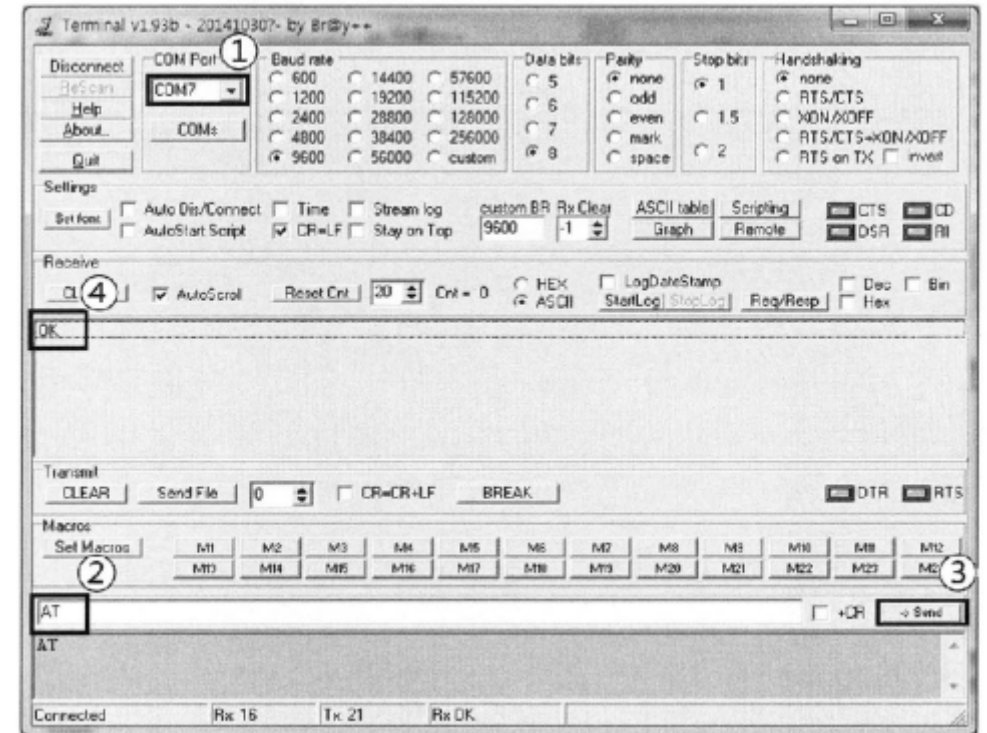 Terminal v1.93b - 20141030?- by Br@y++
①
Disconnect
ReScan
Help
About..
Quit
COM Port
COM7
COMs
Baud rate
600 14400 57600
1200 19200 115200
2400 28800 128000
4800 38400 256000
9600 56000 custom
Data bits
5
6
7
8
Parity
none
odd
even
mark
space
Stop bits
1
1.5
2
Handshaking
none
RTS/CTS
XON/XOFF
RTS/CTS+XON/XOFF
RTS on TX invert
Settings
Set font
Auto Dis/Connect Time Stream log custom BR Rx Clear ASCII table Scripting CTS CD
AutoStart Script CR=LF Stay on Top 9600 -1 Graph Remote DSR RI
Receive
④
AutoScroll Reset Cnt 20 Cnt = 0 HEX LogDateStamp Dec Bin
ASCII StartLog StopLog Req/Resp Hex
OK
Transmit
CLEAR Send File 0 CR=CR+LF BREAK DTR RTS
Macros
Set Macros M1 M2 M3 M4 M5 M6 M7 M8 M9 M10 M11 M12
② M13 M14 M15 M16 M17 M18 M19 M20 M21 M22 M23
③
AT +CR -> Send
AT
Connected Rx: 16 Tx: 21 Rx OK